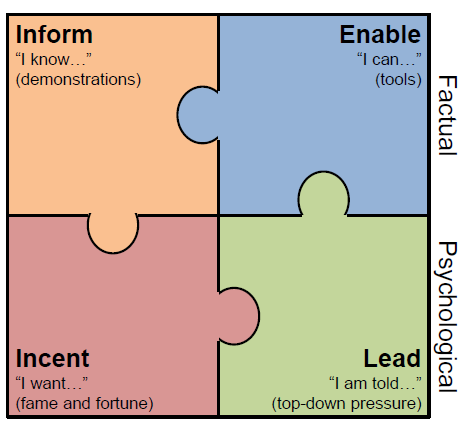 Inform
“I know…”
(demonstrations)
Enable
“I can…”
(tools)
Factual
Incent
“I want…”
(fame and fortune)
Lead
“I am told…”
(top-down pressure)
Psychological